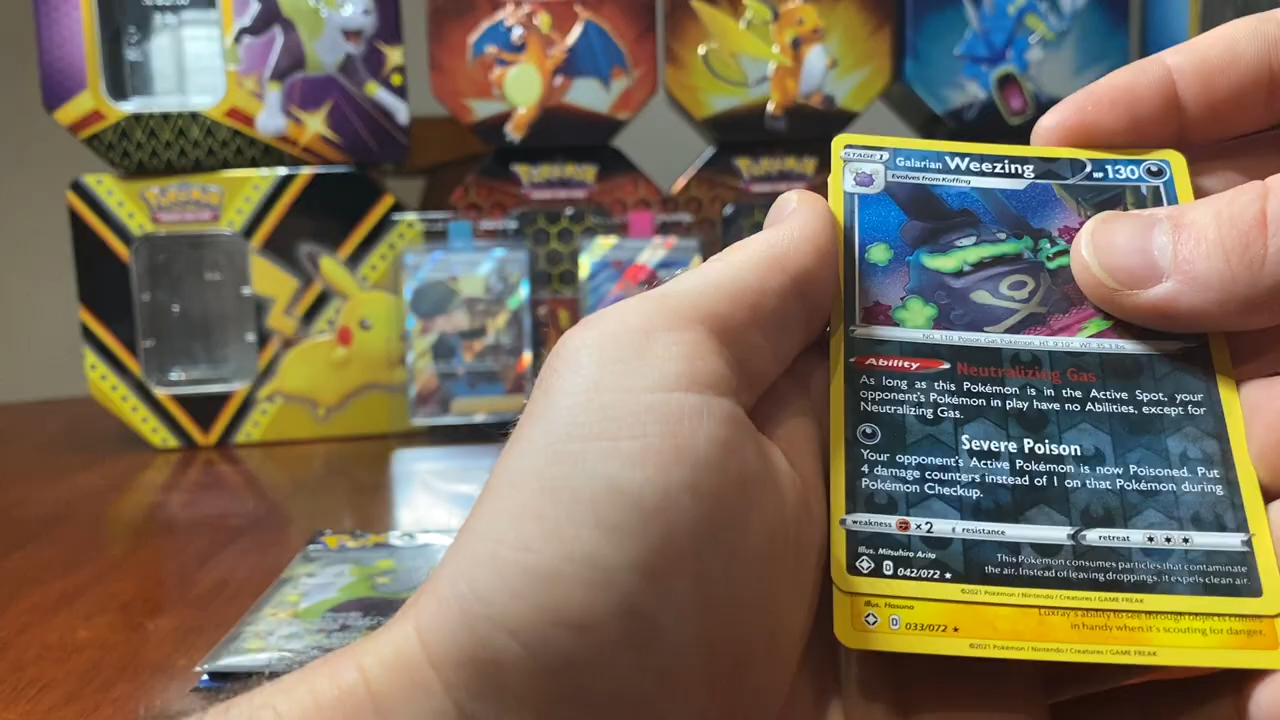 Pokémon
Pokémon
Pokémon
STAGE 1
Galarian Weezing
HP 130
Evolves from Koffing
NO. 110 Poison Gas Pokémon HT: 9'10" WT: 35.3 lbs.
Ability Neutralizing Gas
As long as this Pokémon is in the Active Spot, your
opponent's Pokémon in play have no Abilities, except for
Neutralizing Gas.
Severe Poison
Your opponent's Active Pokémon is now Poisoned. Put
4 damage counters instead of 1 on that Pokémon during
Pokémon Checkup.
weakness ×2 resistance retreat
Illus. Mitsuhiro Arita
D 042/072 ★
This Pokémon consumes particles that contaminate
the air. Instead of leaving droppings, it expels clean air.
©2021 Pokémon / Nintendo / Creatures / GAME FREAK
Illus. Hasuno
D 033/072 ★
Luxray's ability to see through objects comes
in handy when it's scouting for danger.
©2021 Pokémon / Nintendo / Creatures / GAME FREAK